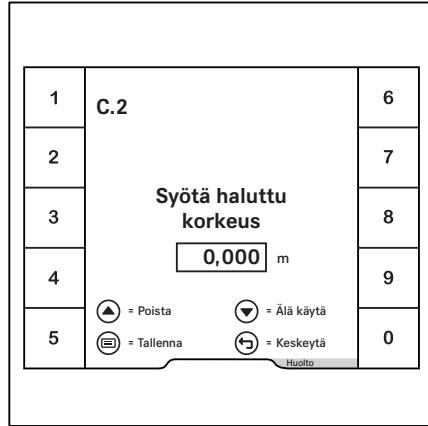 C.2
1
2
3
4
5
6
7
8
9
0
Syötä haluttu
korkeus
0,000 m
= Poista
= Älä käytä
= Tallenna
= Keskeytä
Huolto